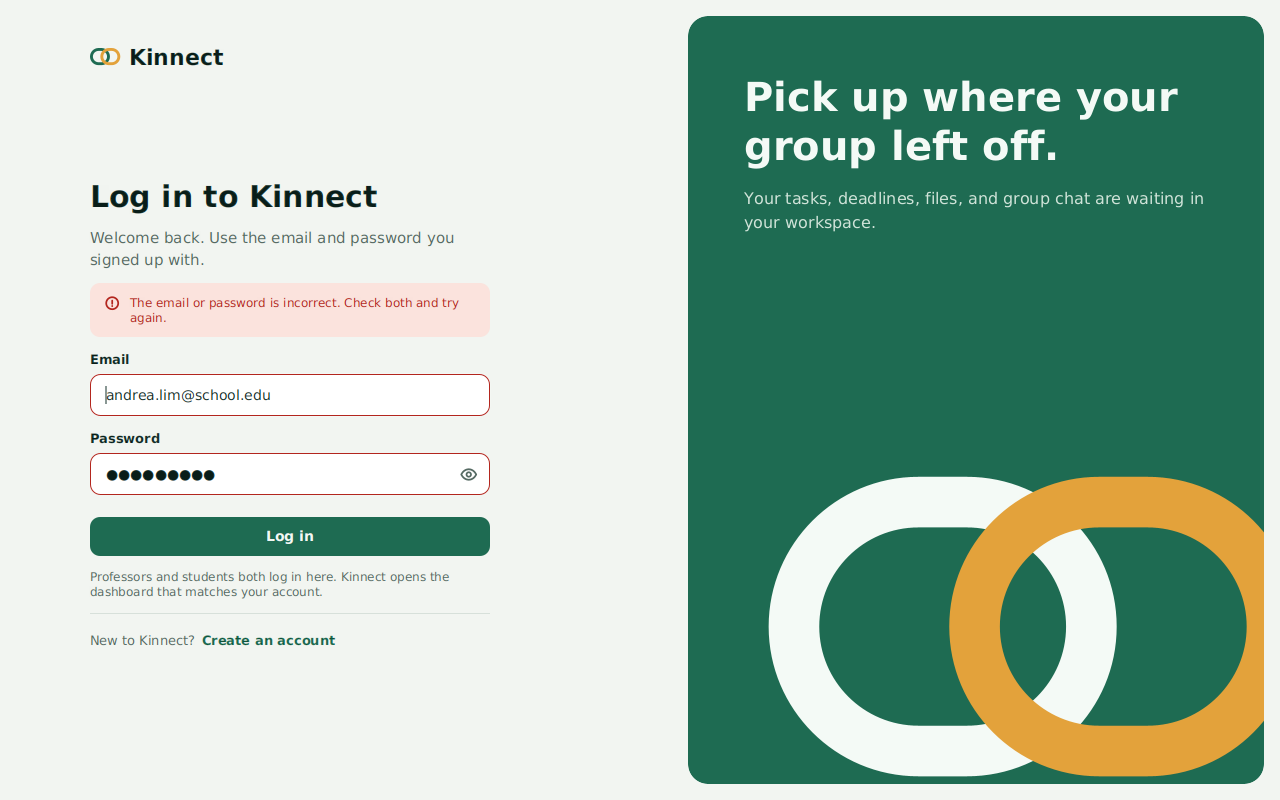 Kinnect
Log in to Kinnect
Welcome back. Use the email and password you
signed up with.
The email or password is incorrect. Check both and try
again.
Email
andrea.lim@school.edu
Password
Log in
Professors and students both log in here. Kinnect opens the
dashboard that matches your account.
New to Kinnect? Create an account
Pick up where your
group left off.
Your tasks, deadlines, files, and group chat are waiting in
your workspace.